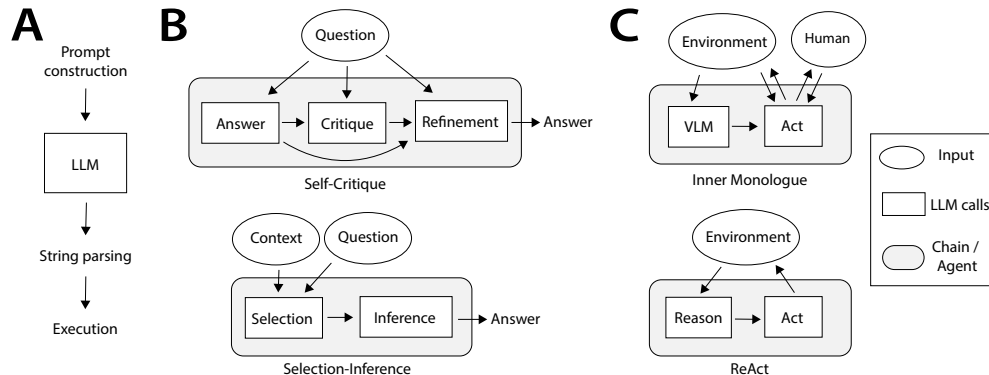 A
Prompt
construction
LLM
String parsing
Execution
B
Question
Answer
Critique
Refinement
Answer
Self-Critique
Context
Question
Selection
Inference
Answer
Selection-Inference
C
Environment
Human
VLM
Act
Inner Monologue
Environment
Reason
Act
ReAct
Input
LLM calls
Chain /
Agent